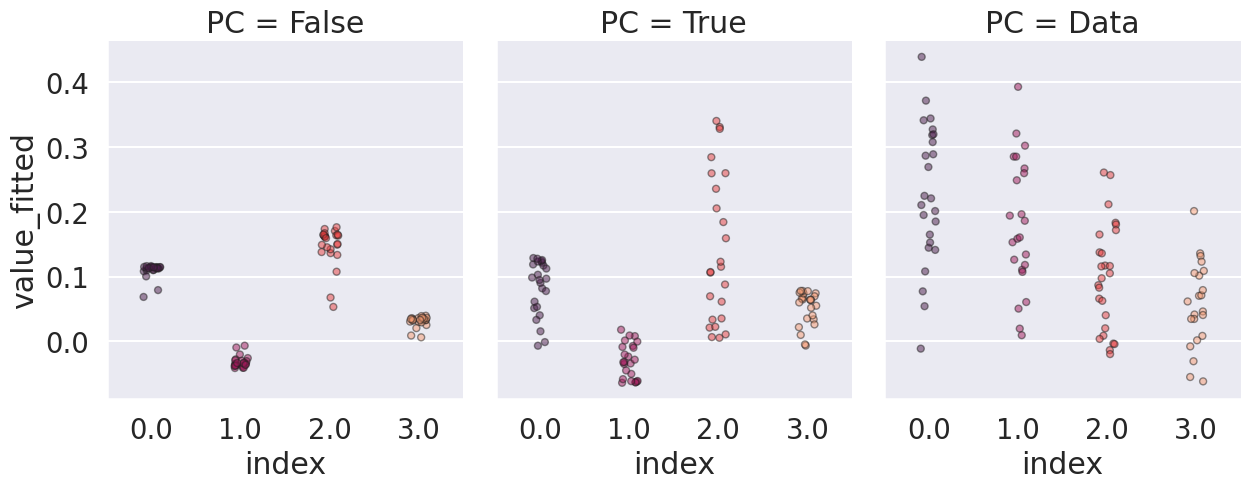 PC = False
PC = True
PC = Data
value_fitted
0.4
0.3
0.2
0.1
0.0
0.0 1.0 2.0 3.0
0.0 1.0 2.0 3.0
0.0 1.0 2.0 3.0
index
index
index